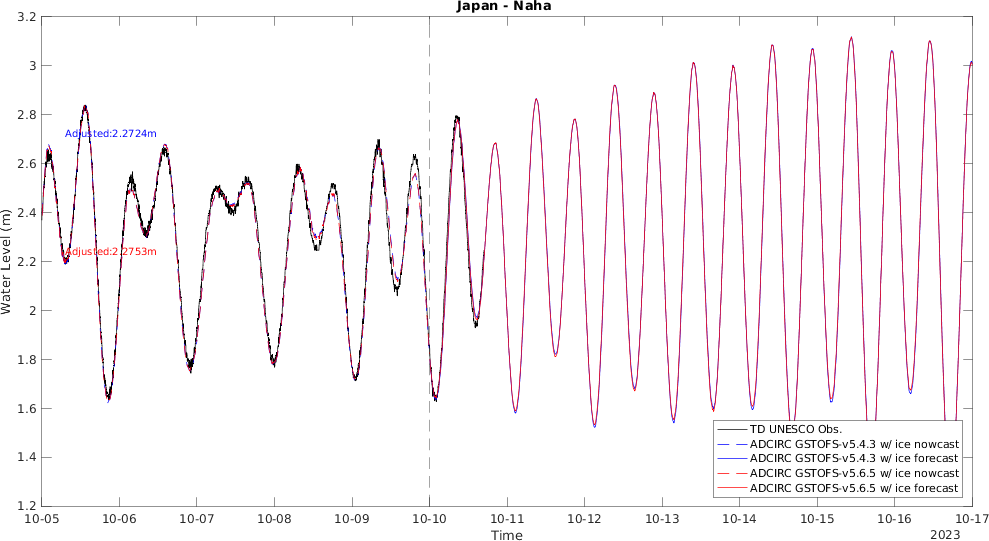 Japan - Naha
3.2
3
2.8
2.6
2.4
2.2
2
1.8
1.6
1.4
1.2
Water Level (m)
Adjusted:2.2724m
Adjusted:2.2753m
TD UNESCO Obs.
ADCIRC GSTOFS-v5.4.3 w/ ice nowcast
ADCIRC GSTOFS-v5.4.3 w/ ice forecast
ADCIRC GSTOFS-v5.6.5 w/ ice nowcast
ADCIRC GSTOFS-v5.6.5 w/ ice forecast
10-05 10-06 10-07 10-08 10-09 10-10 10-11 10-12 10-13 10-14 10-15 10-16 10-17
Time
2023